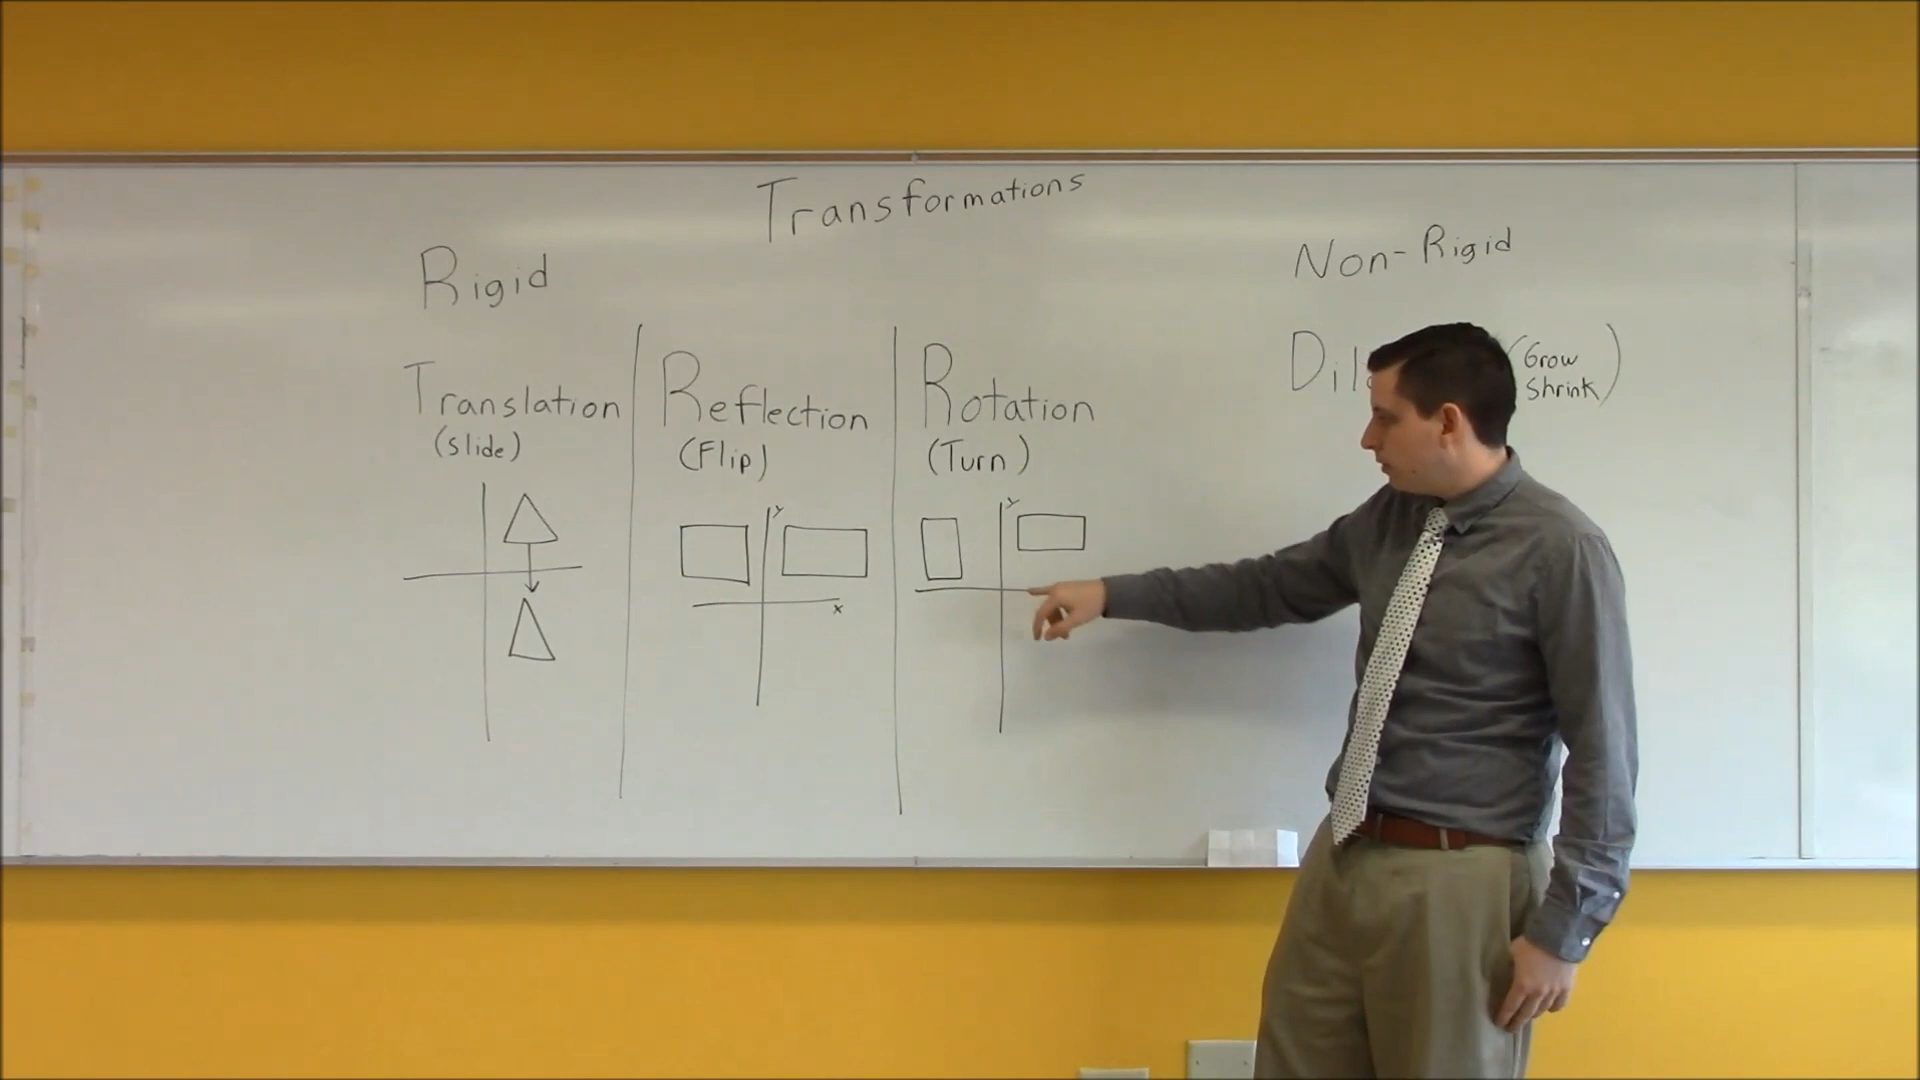 Transformations
Rigid
Non-Rigid
Translation
(slide)
Reflection
(Flip)
Rotation
(Turn)
(Grow
Shrink)
Y
X
Y